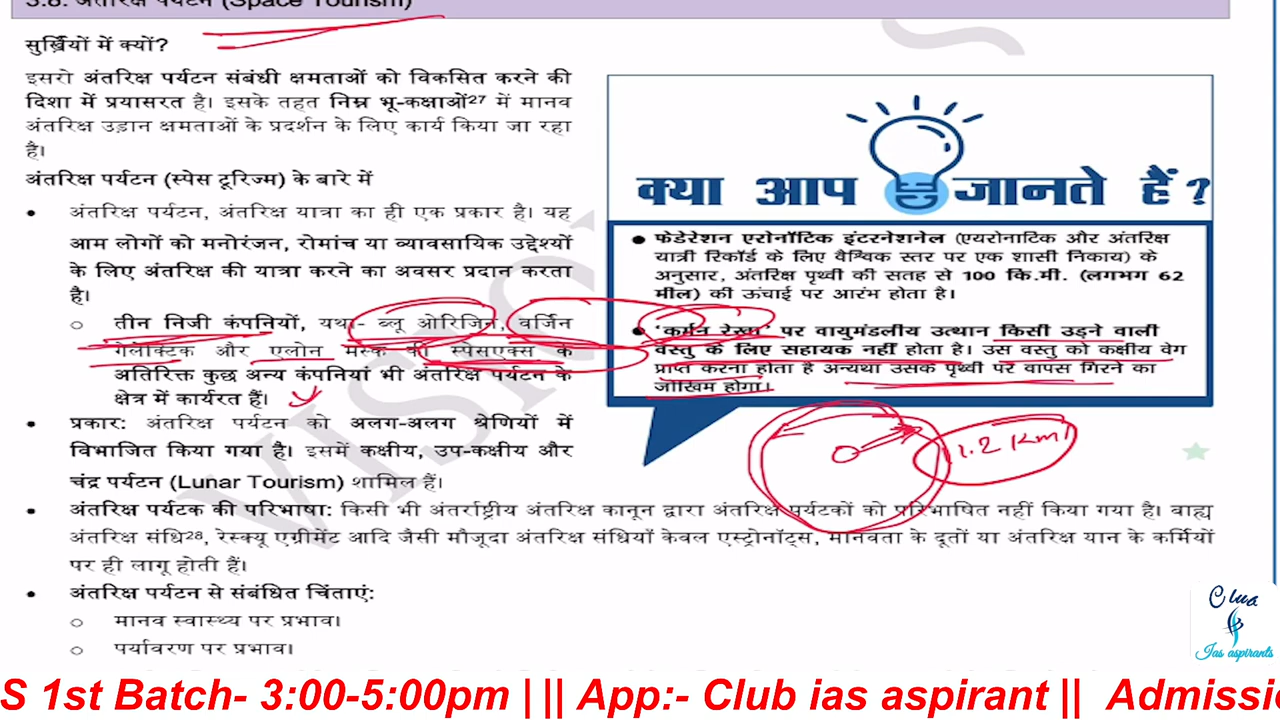 3.8. अंतरिक्ष पर्यटन (Space Tourism)
सुर्ख़ियों में क्यों?
इसरो अंतरिक्ष पर्यटन संबंधी क्षमताओं को विकसित करने की
दिशा में प्रयासरत है। इसके तहत निम्न भू-कक्षाओं27 में मानव
अंतरिक्ष उड़ान क्षमताओं के प्रदर्शन के लिए कार्य किया जा रहा
है।
अंतरिक्ष पर्यटन (स्पेस टूरिज्म) के बारे में
• अंतरिक्ष पर्यटन, अंतरिक्ष यात्रा का ही एक प्रकार है। यह
आम लोगों को मनोरंजन, रोमांच या व्यावसायिक उद्देश्यों
के लिए अंतरिक्ष की यात्रा करने का अवसर प्रदान करता
है।
○ तीन निजी कंपनियों, यथा- ब्लू ओरिजिन, वर्जिन
गेलेक्टिक और एलोन मस्क की स्पेसएक्स के
अतिरिक्त कुछ अन्य कंपनियां भी अंतरिक्ष पर्यटन के
क्षेत्र में कार्यरत हैं।
• प्रकार: अंतरिक्ष पर्यटन को अलग-अलग श्रेणियों में
विभाजित किया गया है। इसमें कक्षीय, उप-कक्षीय और
चंद्र पर्यटन (Lunar Tourism) शामिल हैं।
क्या आप जानते हैं?
● फेडेरेशन एरोनॉटिक इंटरनेशनेल (एयरोनाटिक और अंतरिक्ष
यात्री रिकॉर्ड के लिए वैश्विक स्तर पर एक शासी निकाय) के
अनुसार, अंतरिक्ष पृथ्वी की सतह से 100 कि.मी. (लगभग 62
मील) की ऊंचाई पर आरंभ होता है।
● 'कर्मन रेखा' पर वायुमंडलीय उत्थान किसी उड़ने वाली
वस्तु के लिए सहायक नहीं होता है। उस वस्तु को कक्षीय वेग
प्राप्त करना होता है अन्यथा उसके पृथ्वी पर वापस गिरने का
जोखिम होगा।
1.2 Km
• अंतरिक्ष पर्यटक की परिभाषा: किसी भी अंतर्राष्ट्रीय अंतरिक्ष कानून द्वारा अंतरिक्ष पर्यटकों को परिभाषित नहीं किया गया है। बाह्य
अंतरिक्ष संधि28, रेस्क्यू एग्रीमेंट आदि जैसी मौजूदा अंतरिक्ष संधियाँ केवल एस्ट्रोनॉट्स, मानवता के दूतों या अंतरिक्ष यान के कर्मियों
पर ही लागू होती हैं।
• अंतरिक्ष पर्यटन से संबंधित चिंताएं:
○ मानव स्वास्थ्य पर प्रभाव।
○ पर्यावरण पर प्रभाव।
Club
Ias aspirants
S 1st Batch- 3:00-5:00pm | || App:- Club ias aspirant || Admissi